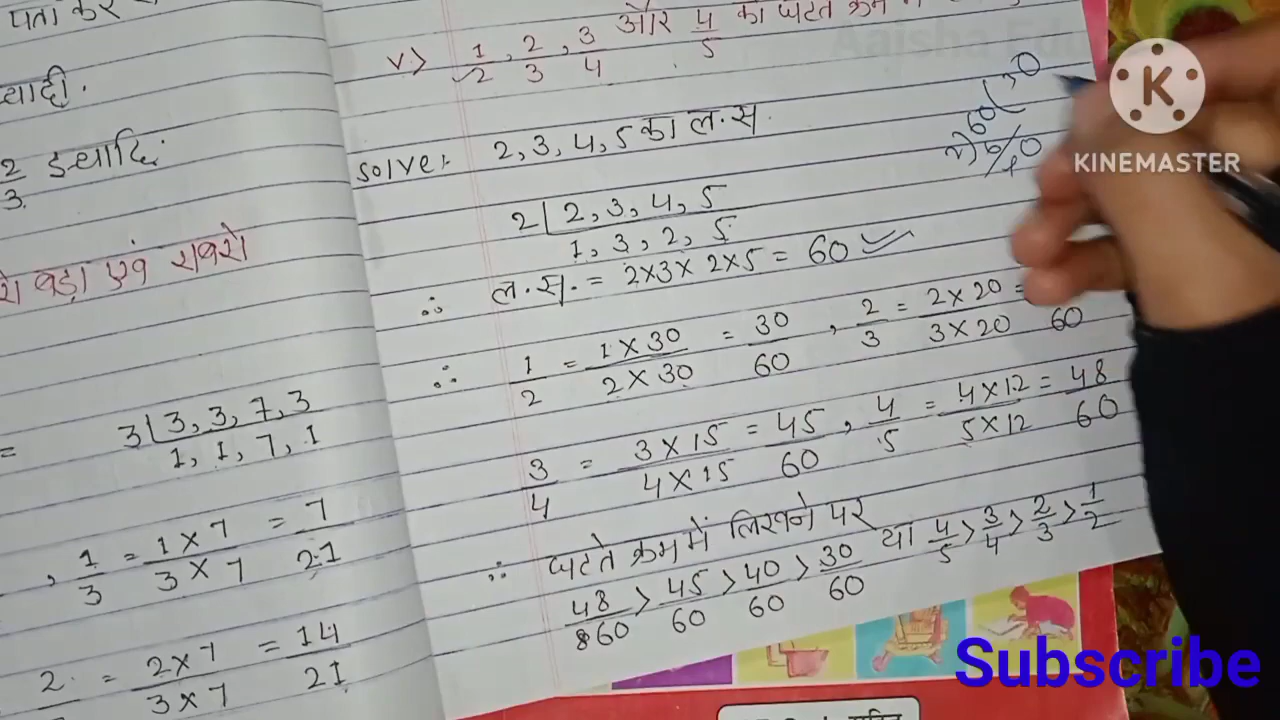 पता कर
त्यादी.
2/3 इत्यादि
बड़ा एवं सबसे
= 3 | 3, 3, 7, 3
1, 1, 7, 1
, 1/3 = 1 × 7 / 3 × 7 = 7/21
2 = 2 × 7 / 3 × 7 = 14/21
v.> 1/2, 2/3, 3/4 और 4/5 का घटते क्रम में
Solve:- 2, 3, 4, 5 का ल.स.
2 | 2, 3, 4, 5
1, 3, 2, 5
∴ ल.स. = 2×3×2×5 = 60
∴ 1/2 = 1 × 30 / 2 × 30 = 30/60 , 2/3 = 2 × 20 / 3 × 20 = /60
3/4 = 3 × 15 / 4 × 15 = 45/60 , 4/5 = 4 × 12 / 5 × 12 = 48/60
∴ घटते क्रम में लिखने पर
48/60 > 45/60 > 40/60 > 30/60 या 4/5 > 3/4 > 2/3 > 1/2
K
KINEMASTER
Subscribe